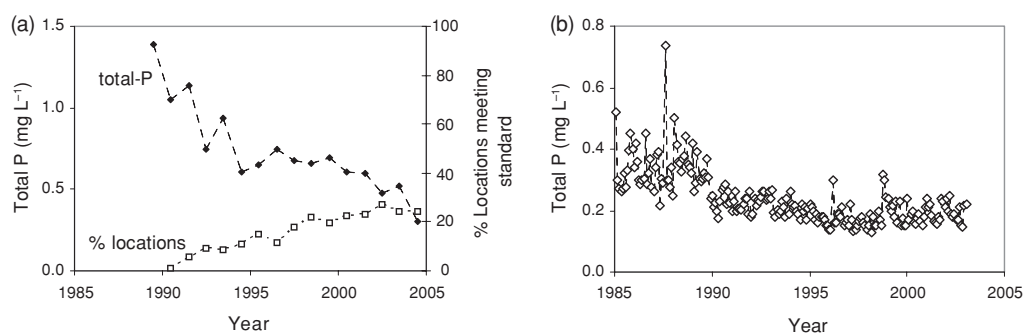 (a)
1.5
1.0
0.5
0.0
Total P (mg L⁻¹)
total-P
% locations
100
80
60
40
20
0
% Locations meeting
standard
1985
1990
1995
2000
2005
Year
(b)
0.8
0.6
0.4
0.2
0.0
Total P (mg L⁻¹)
1985
1990
1995
2000
2005
Year